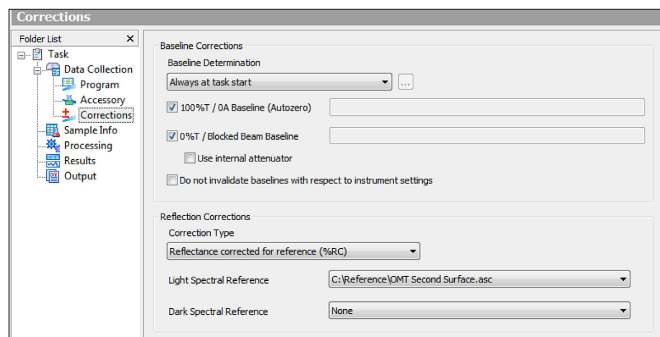 Corrections
Folder List
Task
Data Collection
Program
Accessory
Corrections
Sample Info
Processing
Results
Output
Baseline Corrections
Baseline Determination
Always at task start
...
100%T / 0A Baseline (Autozero)
0%T / Blocked Beam Baseline
Use internal attenuator
Do not invalidate baselines with respect to instrument settings
Reflection Corrections
Correction Type
Reflectance corrected for reference (%RC)
Light Spectral Reference C:\Reference\OMT Second Surface.asc
Dark Spectral Reference None